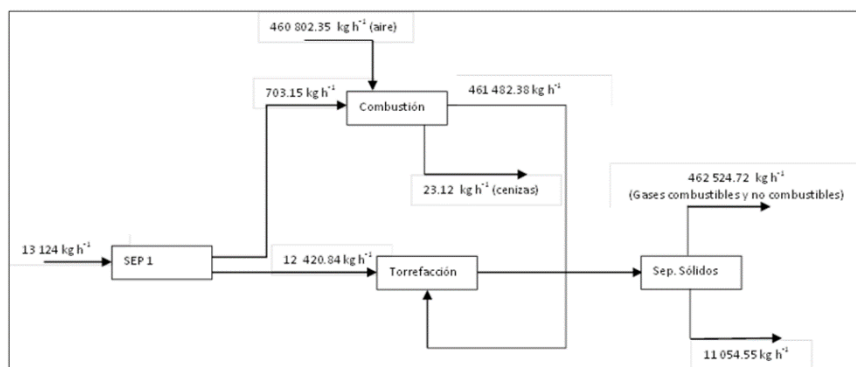 460 802.35 kg h⁻¹ (aire)
703.15 kg h⁻¹
Combustión
461 482.38 kg h⁻¹
23.12 kg h⁻¹ (cenizas)
462 524.72 kg h⁻¹
(Gases combustibles y no combustibles)
13 124 kg h⁻¹
SEP 1
12 420.84 kg h⁻¹
Torrefacción
Sep. Sólidos
11 054.55 kg h⁻¹